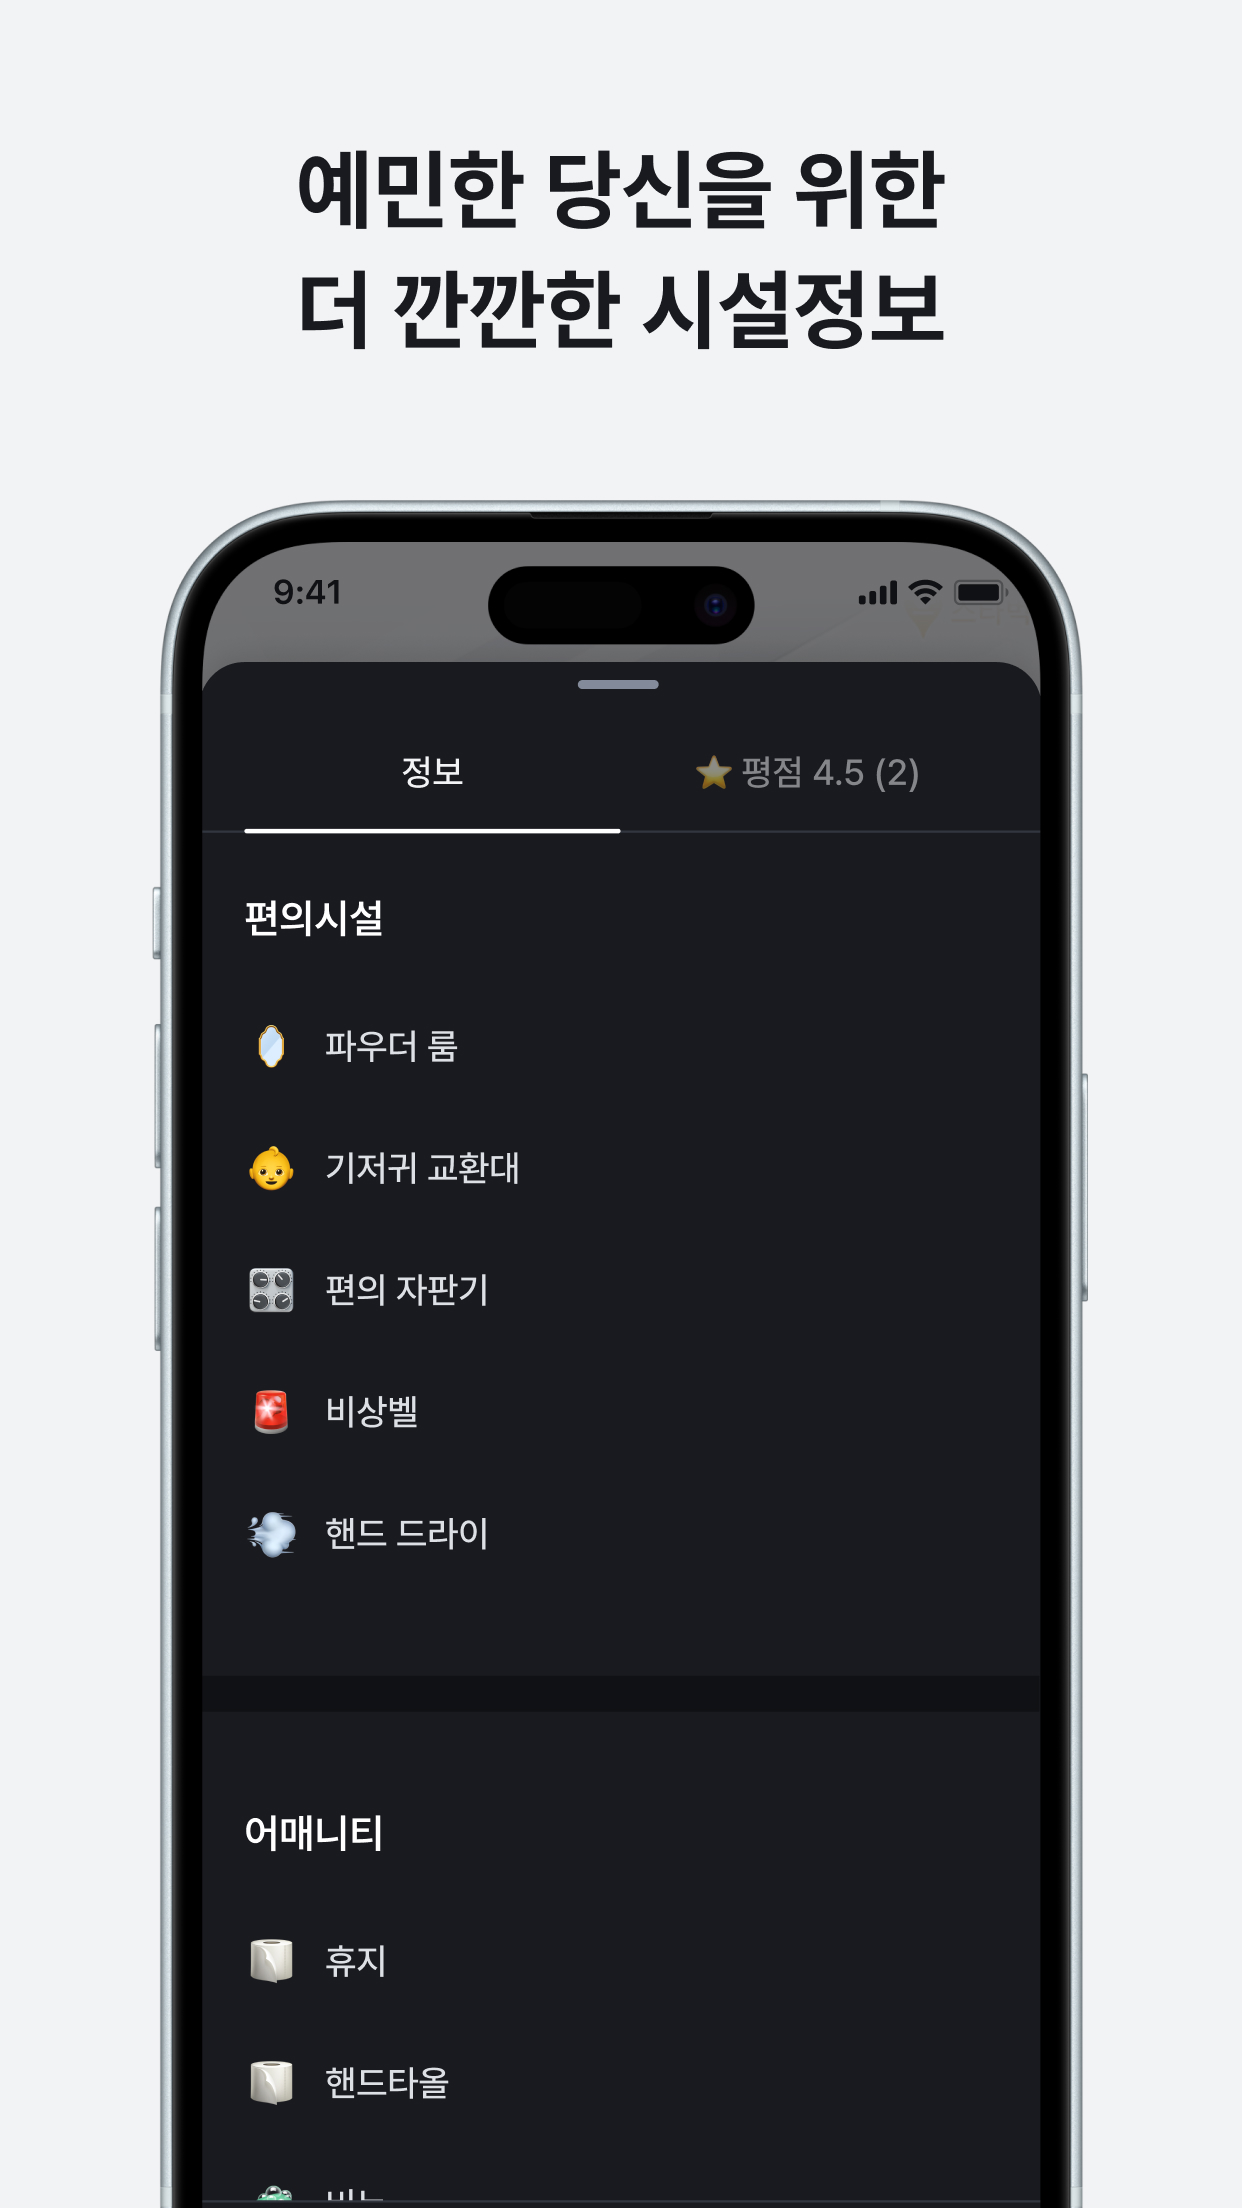 예민한 당신을 위한
더 깐깐한 시설정보
9:41
정보
⭐ 평점 4.5 (2)
편의시설
파우더 룸
기저귀 교환대
편의 자판기
비상벨
핸드 드라이
어매니티
휴지
핸드타올